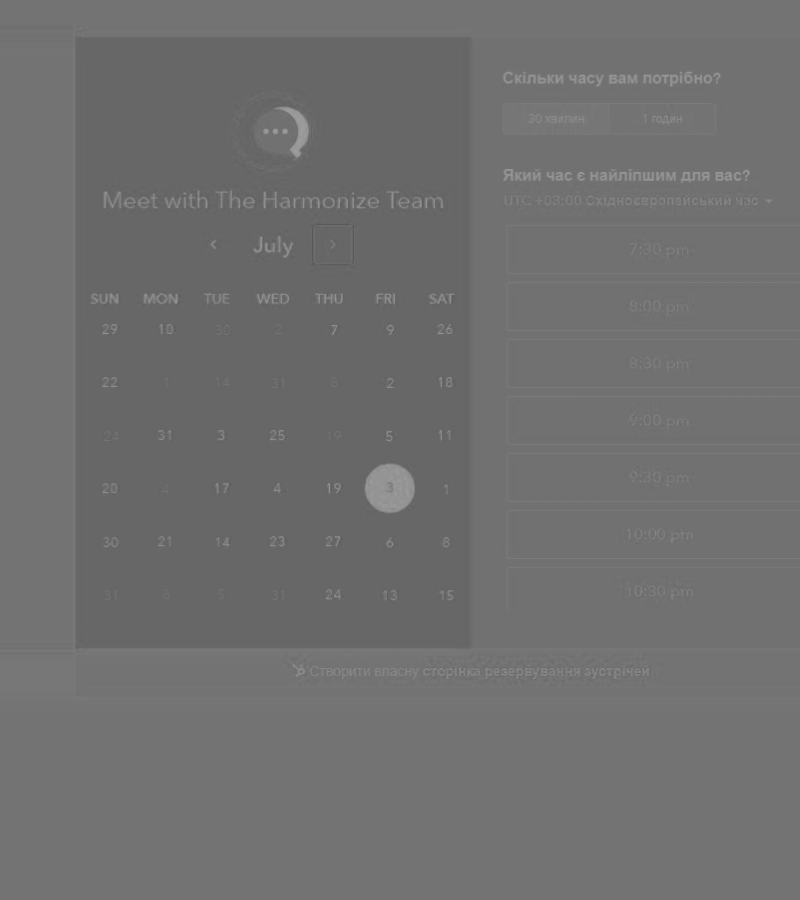 Meet with The Harmonize Team
July
SUN MON TUE WED THU FRI SAT
29 10 30 2 7 9 26
22 1 14 31 8 2 18
24 31 3 25 19 5 11
20 4 17 4 19 3 1
30 21 14 23 27 6 8
31 6 5 31 24 13 15
Скільки часу вам потрібно?
30 хвилин 1 годин
Який час є найліпшим для вас?
UTC +03:00 Східноєвропейський час
7:30 pm
8:00 pm
8:30 pm
9:00 pm
9:30 pm
10:00 pm
10:30 pm
Створити власну сторінка резервування зустрічей